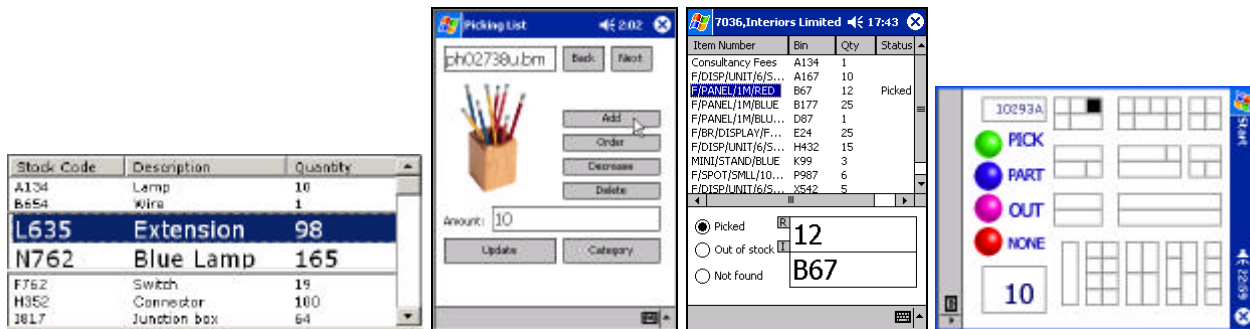 Stock Code Description Quantity
A134 Lamp 10
B654 Wire 1
L635 Extension 98
N762 Blue Lamp 165
F762 Switch 19
H352 Connector 100
J817 Junction box 64
Picking List 2:02
ph02738u.bm Back Next
Add
Order
Decrease
Delete
Amount: 10
Update Category
7036,Interiors Limited 17:43
Item Number Bin Qty Status
Consultancy Fees A134 1
F/DISP/UNIT/6/S... A167 10
F/PANEL/1M/RED B67 12 Picked
F/PANEL/1M/BLUE B177 25
F/PANEL/1M/BLU... D87 1
F/BR/DISPLAY/F... E24 25
F/DISP/UNIT/6/S... H432 15
MINI/STAND/BLUE K99 3
F/SPOT/SMLL/10... P987 6
F/DISP/UNIT/6/S... X542 5
Picked R 12
Out of stock I
Not found B67
10293A
PICK
PART
OUT
NONE
10
Start
22:59